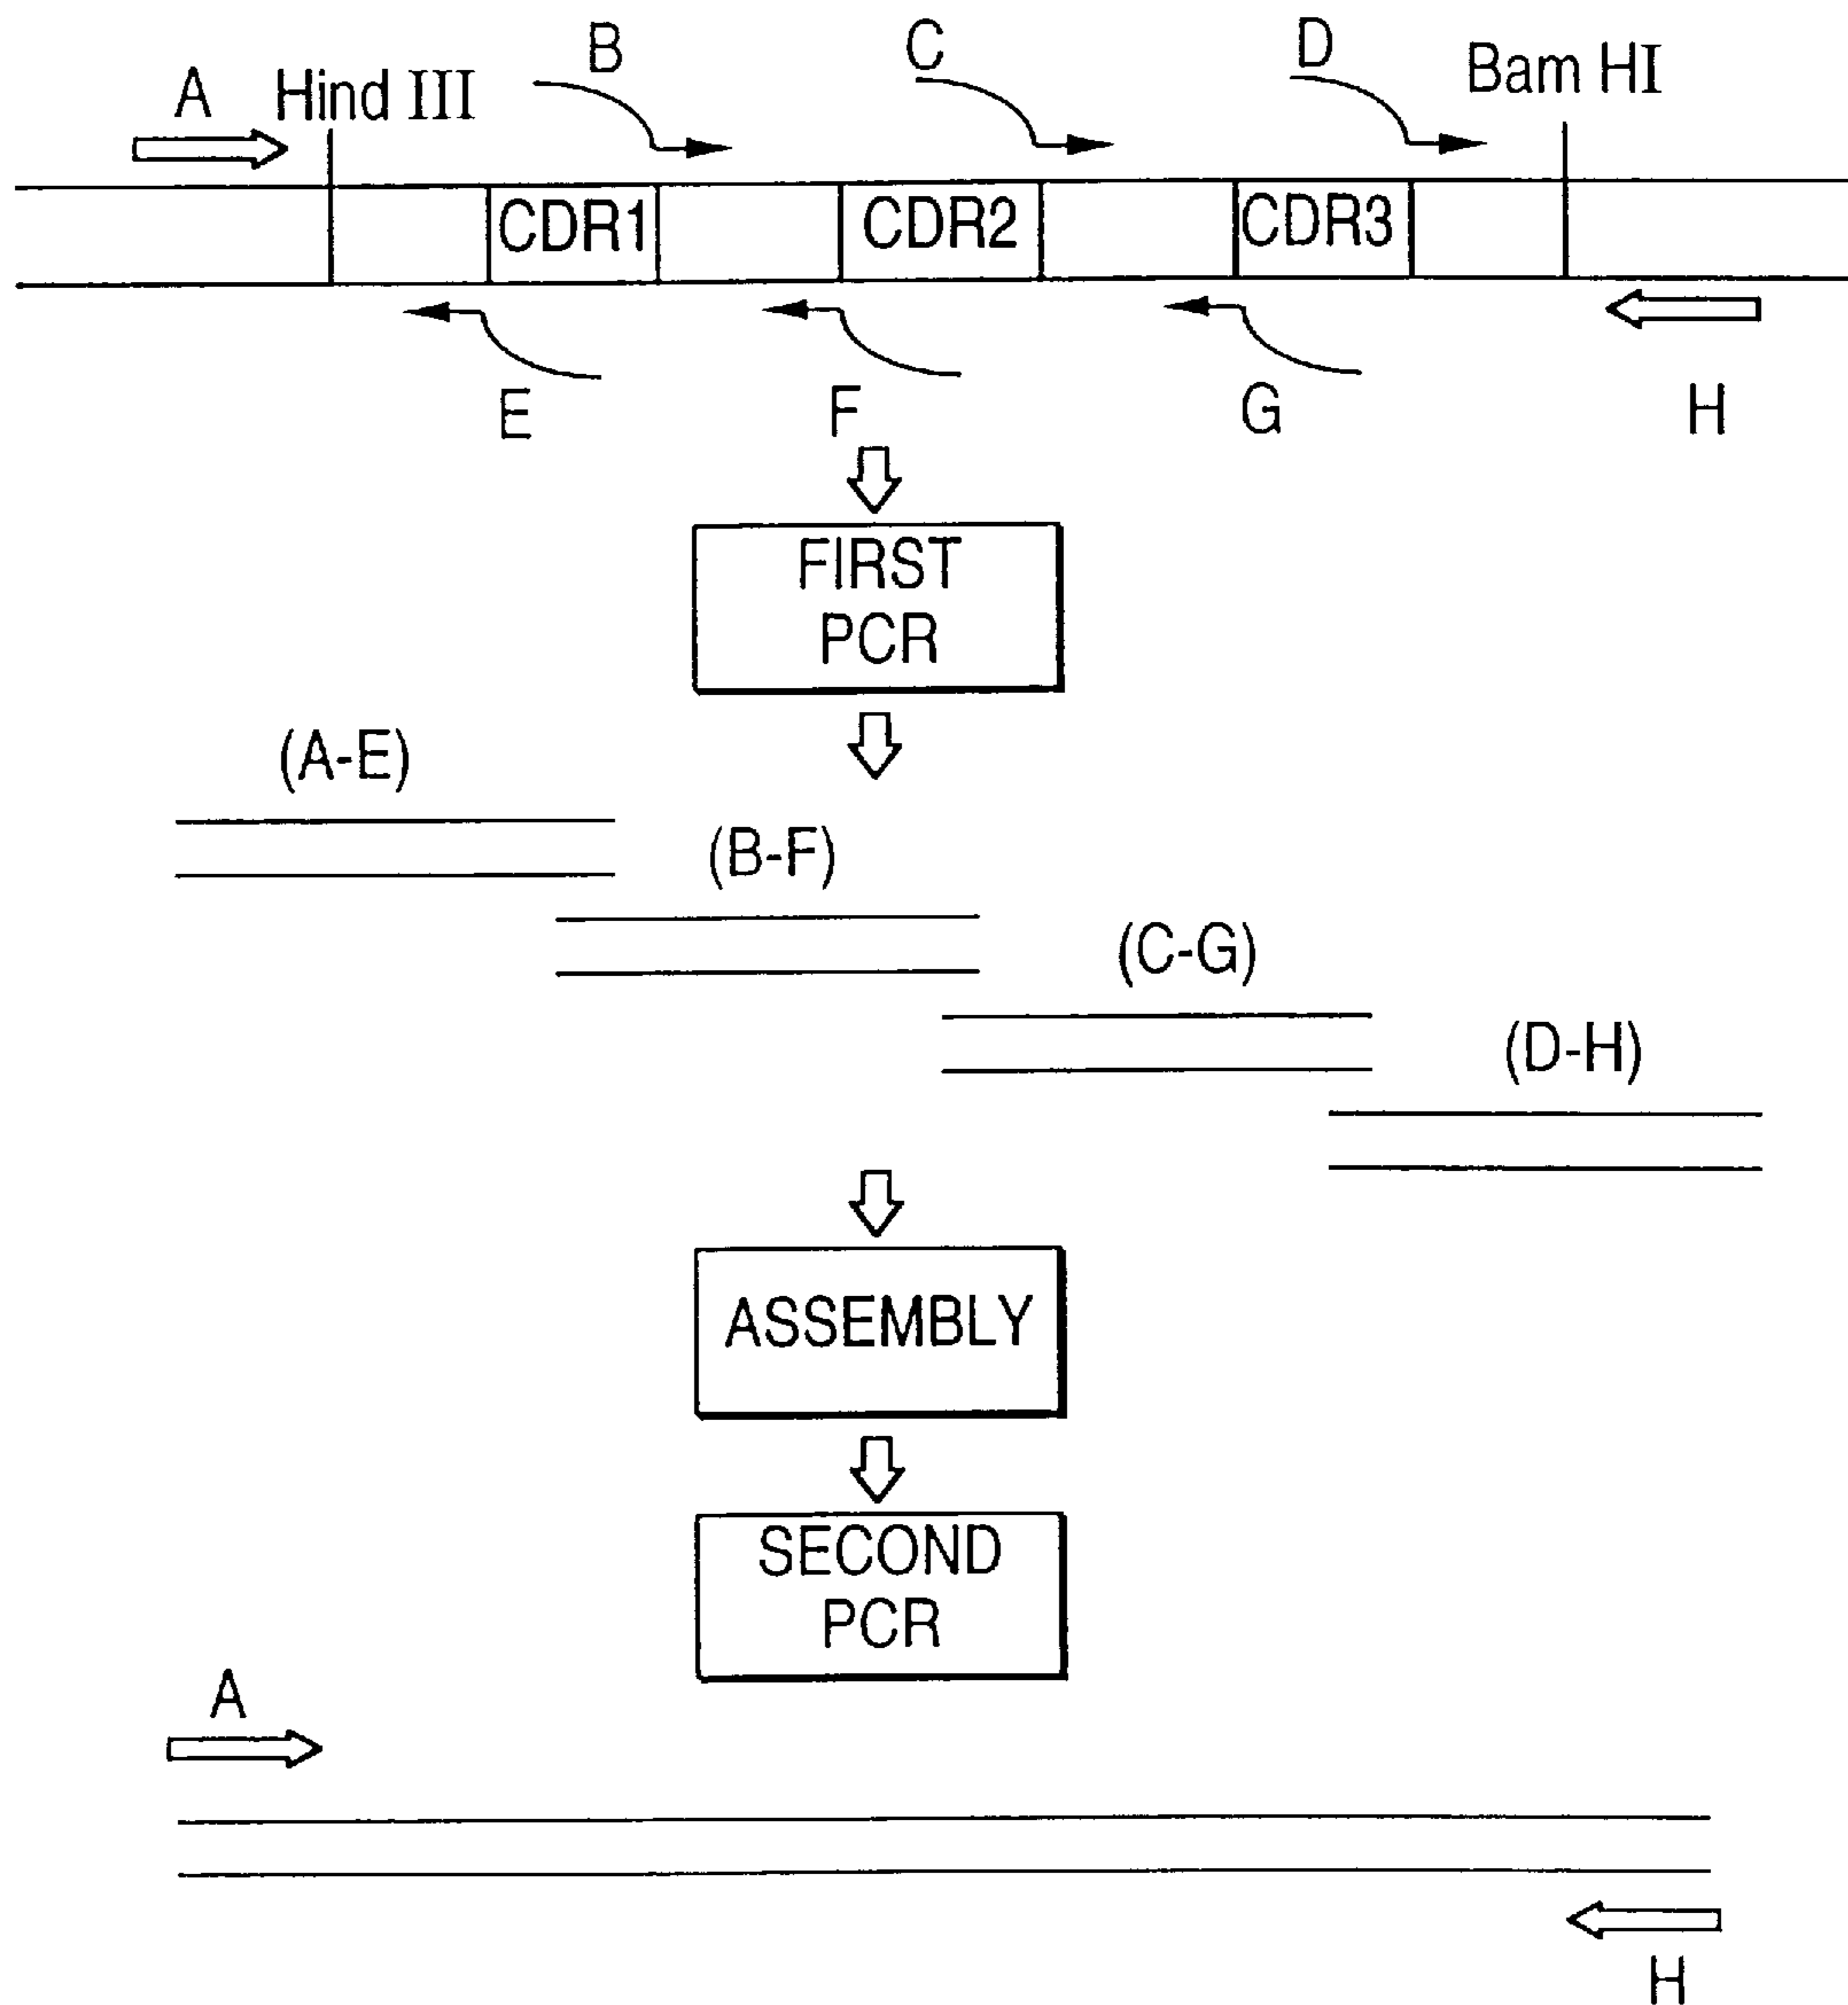 A Hind III B C D Bam HI
CDR1 CDR2 CDR3
E F G H
FIRST
PCR
(A-E)
(B-F)
(C-G)
(D-H)
ASSEMBLY
SECOND
PCR
A
H